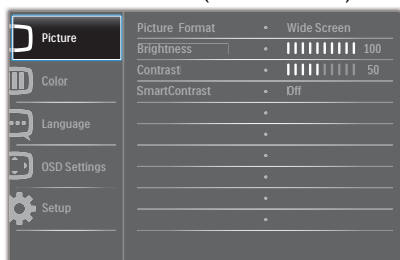 Picture
Color
Language
OSD Settings
Setup
Picture Format • Wide Screen
Brightness • 100
Contrast • 50
SmartContrast • Off